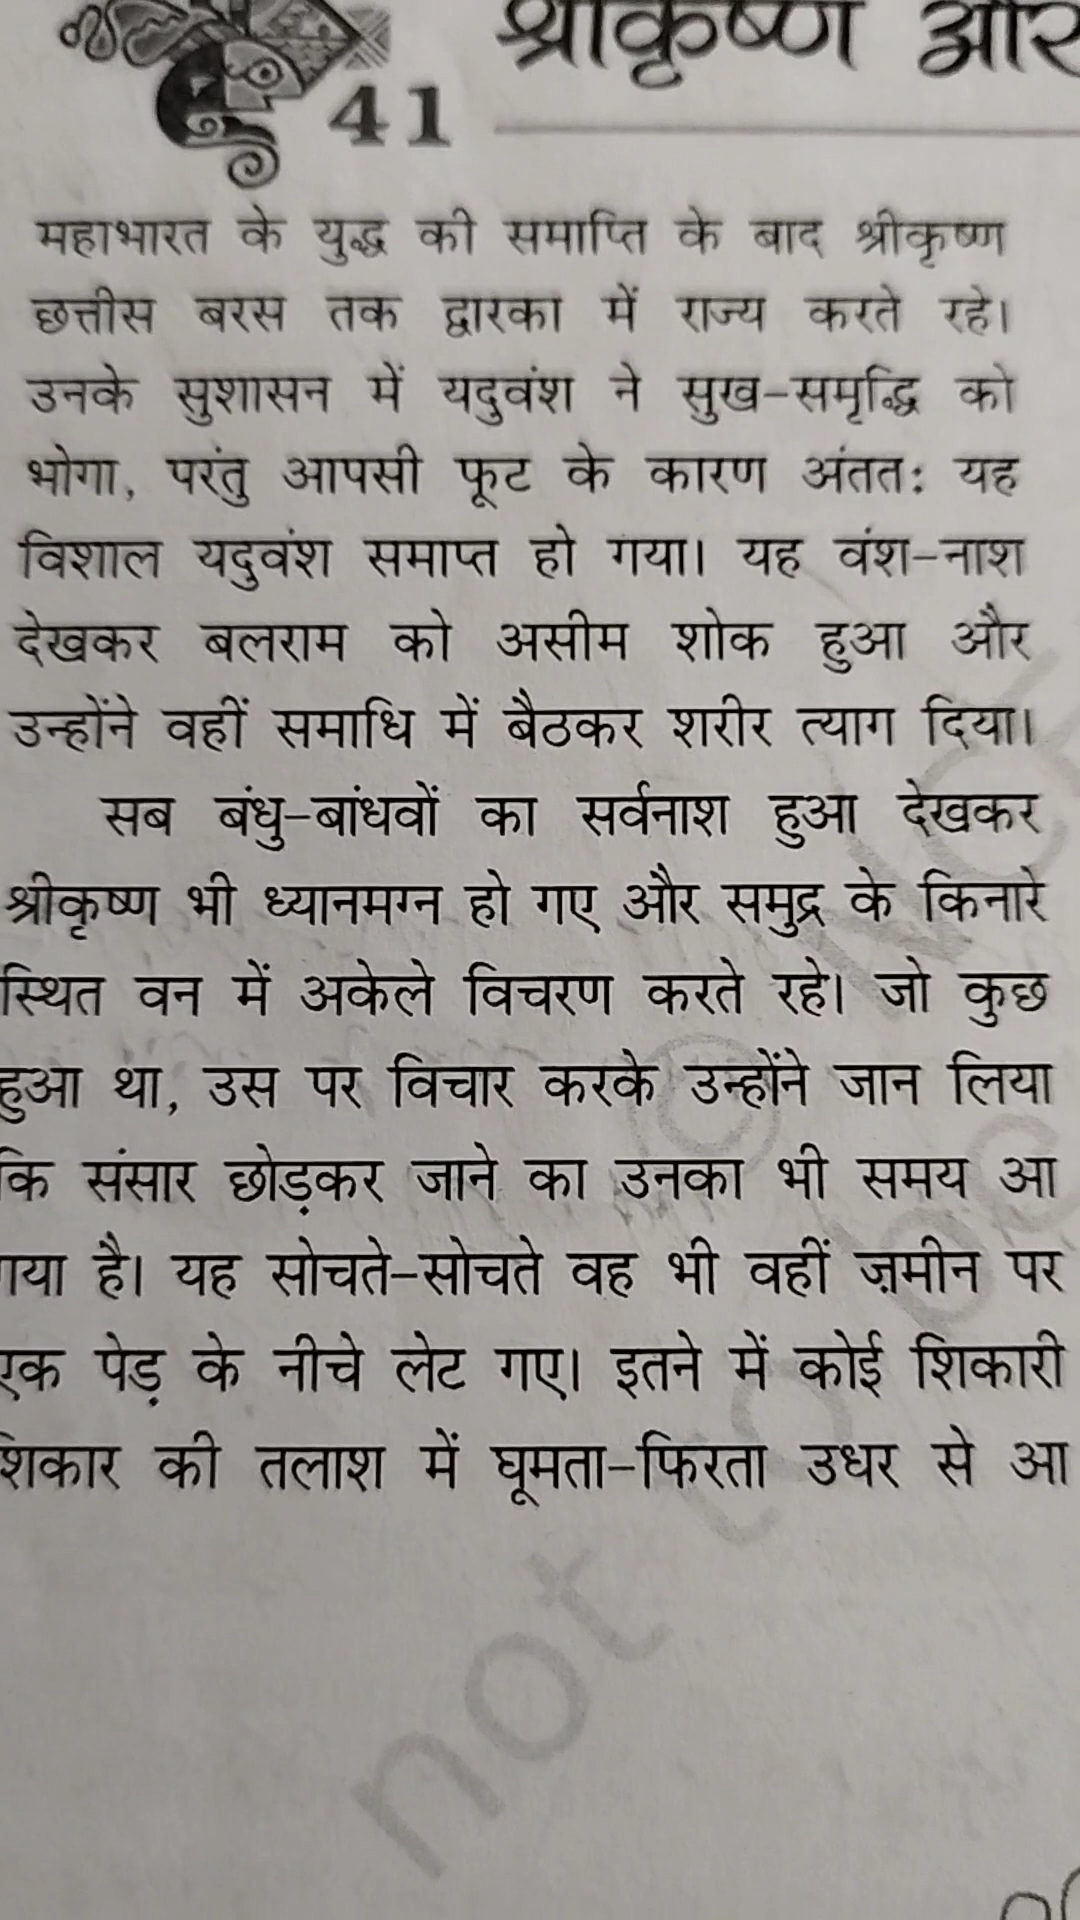 श्रीकृष्ण और
41
महाभारत के युद्ध की समाप्ति के बाद श्रीकृष्ण
छत्तीस बरस तक द्वारका में राज्य करते रहे।
उनके सुशासन में यदुवंश ने सुख-समृद्धि को
भोगा, परंतु आपसी फूट के कारण अंततः यह
विशाल यदुवंश समाप्त हो गया। यह वंश-नाश
देखकर बलराम को असीम शोक हुआ और
उन्होंने वहीं समाधि में बैठकर शरीर त्याग दिया।
सब बंधु-बांधवों का सर्वनाश हुआ देखकर
श्रीकृष्ण भी ध्यानमग्न हो गए और समुद्र के किनारे
स्थित वन में अकेले विचरण करते रहे। जो कुछ
हुआ था, उस पर विचार करके उन्होंने जान लिया
कि संसार छोड़कर जाने का उनका भी समय आ
गया है। यह सोचते-सोचते वह भी वहीं ज़मीन पर
एक पेड़ के नीचे लेट गए। इतने में कोई शिकारी
शिकार की तलाश में घूमता-फिरता उधर से आ
not to be